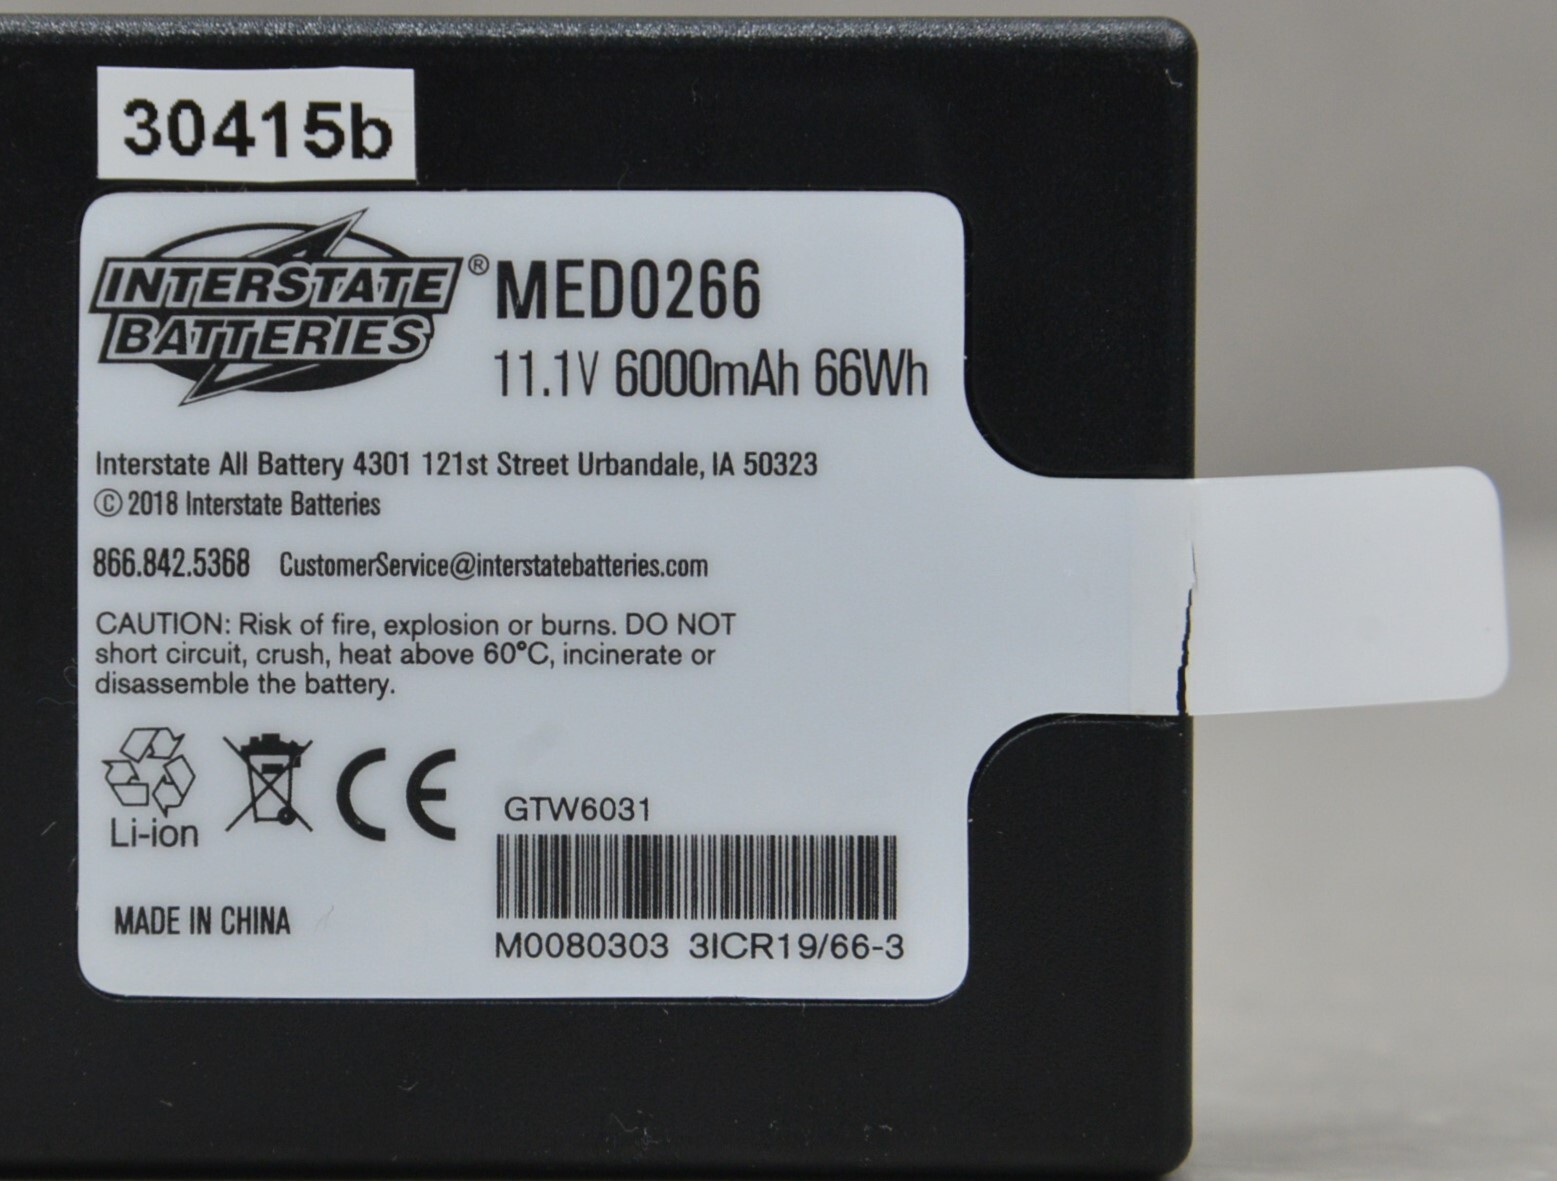 30415b
INTERSTATE
BATTERIES
®
MED0266
11.1V 6000mAh 66Wh
Interstate All Battery 4301 121st Street Urbandale, IA 50323
© 2018 Interstate Batteries
866.842.5368 CustomerService@interstatebatteries.com
CAUTION: Risk of fire, explosion or burns. DO NOT
short circuit, crush, heat above 60°C, incinerate or
disassemble the battery.
Li-ion
CE
GTW6031
MADE IN CHINA
M0080303 3ICR19/66-3